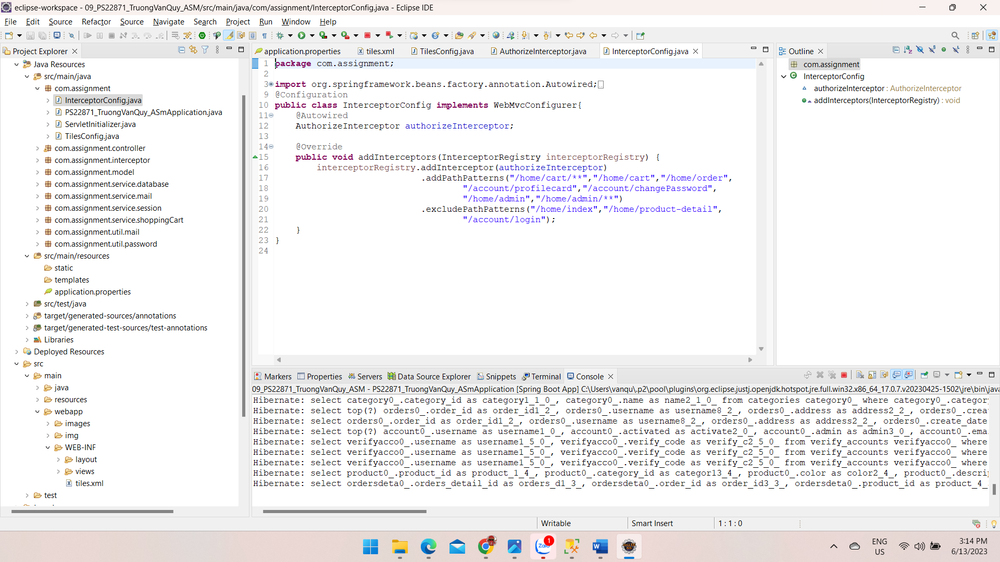 eclipse-workspace - 09_PS22871_TruongVanQuy_ASM/src/main/java/com/assignment/InterceptorConfig.java - Eclipse IDE
File Edit Source Refactor Source Navigate Search Project Run Window Help
Project Explorer
Java Resources
src/main/java
com.assignment
InterceptorConfig.java
PS22871_TruongVanQuy_ASmApplication.java
ServletInitializer.java
TilesConfig.java
com.assignment.controller
com.assignment.interceptor
com.assignment.model
com.assignment.service.database
com.assignment.service.mail
com.assignment.service.session
com.assignment.service.shoppingCart
com.assignment.util.mail
com.assignment.util.password
src/main/resources
static
templates
application.properties
src/test/java
target/generated-sources/annotations
target/generated-test-sources/test-annotations
Libraries
Deployed Resources
src
main
java
resources
webapp
images
img
WEB-INF
layout
views
tiles.xml
test
application.properties tiles.xml TilesConfig.java AuthorizeInterceptor.java InterceptorConfig.java
1 package com.assignment;
2
3 import org.springframework.beans.factory.annotation.Autowired;
9 @Configuration
10 public class InterceptorConfig implements WebMvcConfigurer{
11 @Autowired
12 AuthorizeInterceptor authorizeInterceptor;
13
14 @Override
15 public void addInterceptors(InterceptorRegistry interceptorRegistry) {
16 interceptorRegistry.addInterceptor(authorizeInterceptor)
17 .addPathPatterns("/home/cart/**","/home/cart","/home/order",
18 "/account/profilecard","/account/changePassword",
19 "/home/admin","/home/admin/**")
20 .excludePathPatterns("/home/index","/home/product-detail",
21 "/account/login");
22 }
23 }
24
Outline
com.assignment
InterceptorConfig
authorizeInterceptor : AuthorizeInterceptor
addInterceptors(InterceptorRegistry) : void
Markers Properties Servers Data Source Explorer Snippets Terminal Console
09_PS22871_TruongVanQuy_ASM - PS22871_TruongVanQuy_ASmApplication [Spring Boot App] C:\Users\vanqu\.p2\pool\plugins\org.eclipse.justj.openjdk.hotspot.jre.full.win32.x86_64_17.0.7.v20230425-1502\jre\bin\java
Hibernate: select category0_.category_id as category1_1_0_, category0_.name as name2_1_0_ from categories category0_ where category0_.category
Hibernate: select top(?) orders0_.order_id as order_id1_2_, orders0_.username as username8_2_, orders0_.address as address2_2_, orders0_.crea
Hibernate: select orders0_.order_id as order_id1_2_, orders0_.username as username8_2_, orders0_.address as address2_2_, orders0_.create_date
Hibernate: select top(?) account0_.username as username1_0_, account0_.activated as activate2_0_, account0_.admin as admin3_0_, account0_.ema
Hibernate: select verifyacco0_.username as username1_5_0_, verifyacco0_.verify_code as verify_c2_5_0_ from verify_accounts verifyacco0_ where
Hibernate: select verifyacco0_.username as username1_5_0_, verifyacco0_.verify_code as verify_c2_5_0_ from verify_accounts verifyacco0_ where
Hibernate: select verifyacco0_.username as username1_5_0_, verifyacco0_.verify_code as verify_c2_5_0_ from verify_accounts verifyacco0_ where
Hibernate: select product0_.product_id as product_1_4_, product0_.category_id as categor13_4_, product0_.color as color2_4_, product0_.descri
Hibernate: select ordersdeta0_.orders_detail_id as orders_d1_3_, ordersdeta0_.order_id as order_id3_3_, ordersdeta0_.product_id as product_4_
Writable Smart Insert 1 : 1 : 0
Zalo 1
ENG
US
3:14 PM
6/13/2023